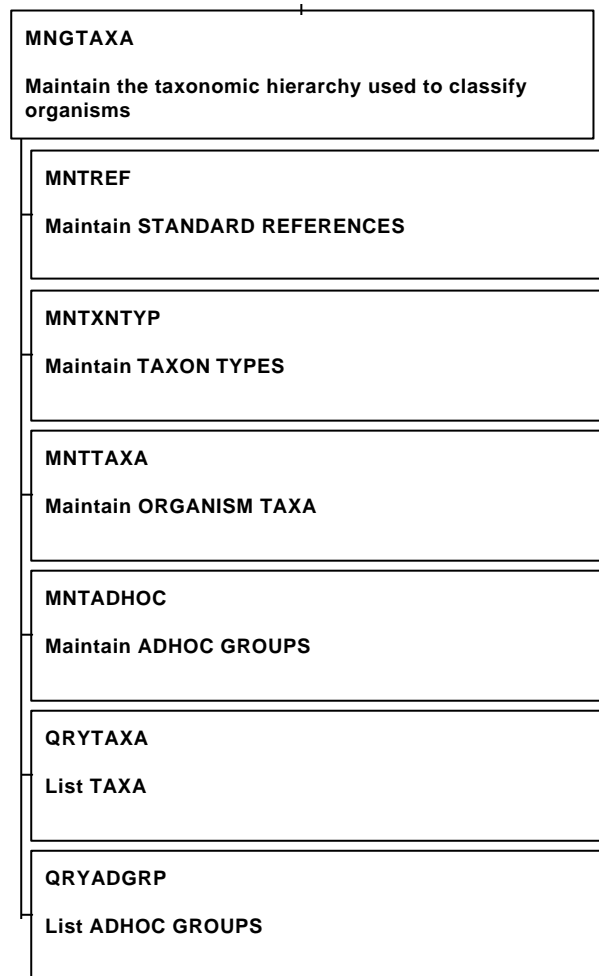 MNGTAXA
Maintain the taxonomic hierarchy used to classify
organisms
MNTREF
Maintain STANDARD REFERENCES
MNTXNTYP
Maintain TAXON TYPES
MNTTAXA
Maintain ORGANISM TAXA
MNTADHOC
Maintain ADHOC GROUPS
QRYTAXA
List TAXA
QRYADGRP
List ADHOC GROUPS